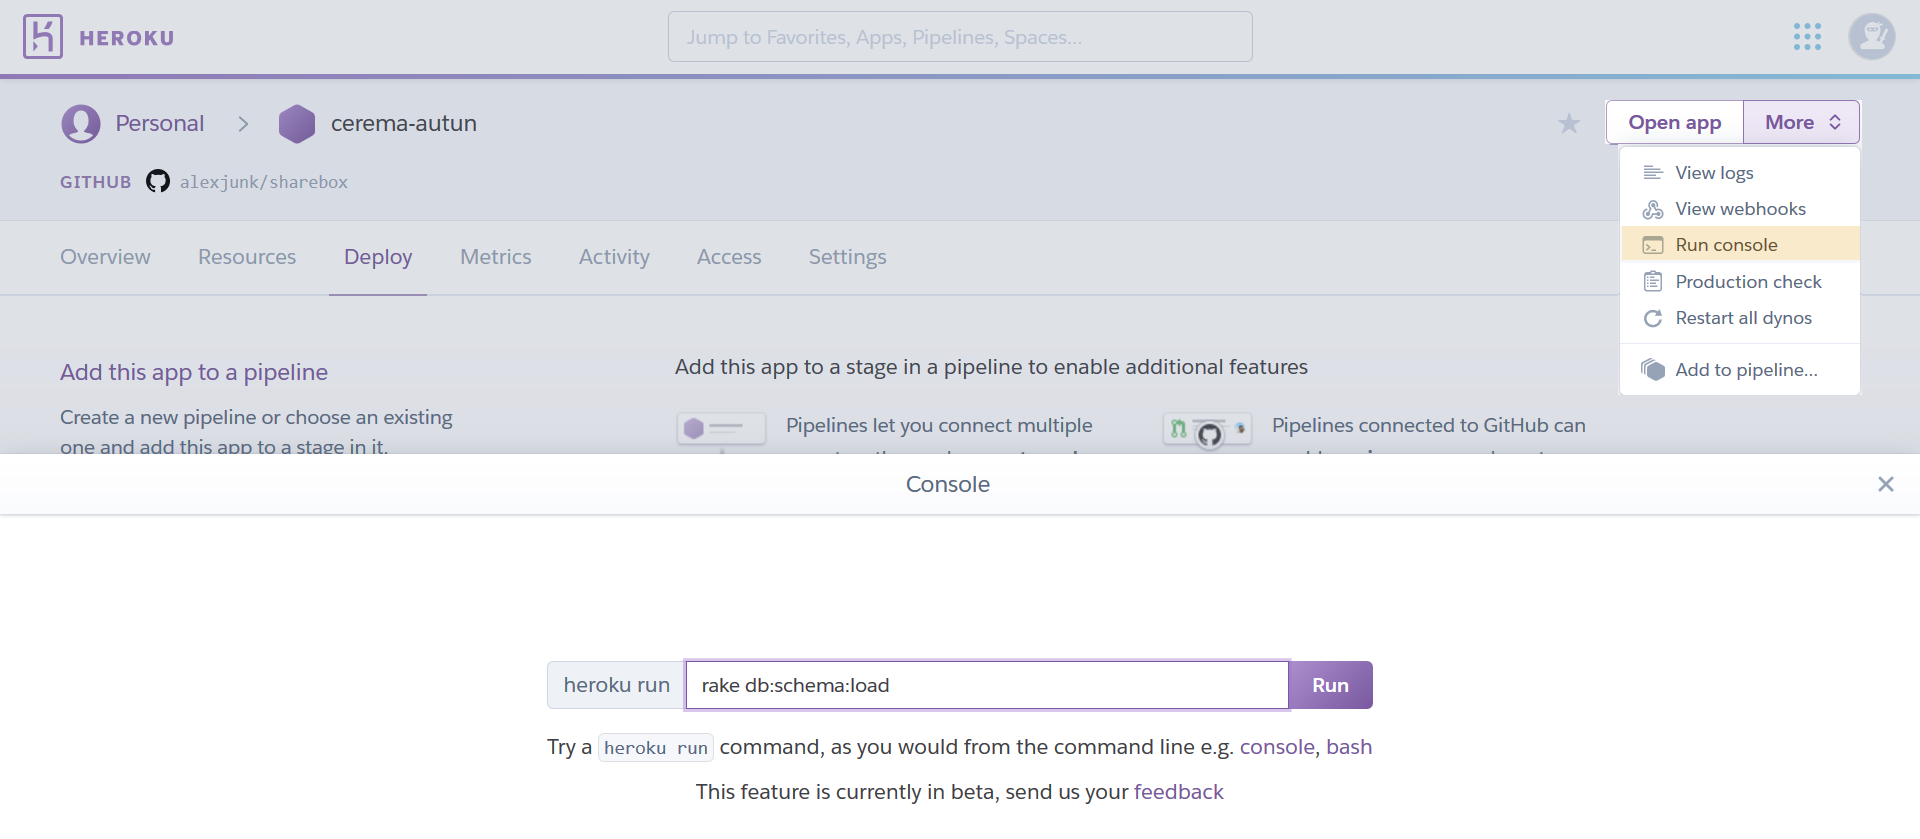 HEROKU
Jump to Favorites, Apps, Pipelines, Spaces...
Personal
cerema-autun
Open app
More
GITHUB alexjunk/sharebox
View logs
View webhooks
Run console
Production check
Restart all dynos
Add to pipeline...
Overview Resources Deploy Metrics Activity Access Settings
Add this app to a pipeline
Create a new pipeline or choose an existing
one and add this app to a stage in it.
Add this app to a stage in a pipeline to enable additional features
Pipelines let you connect multiple
Pipelines connected to GitHub can
Console
heroku run rake db:schema:load Run
Try a heroku run command, as you would from the command line e.g. console, bash
This feature is currently in beta, send us your feedback